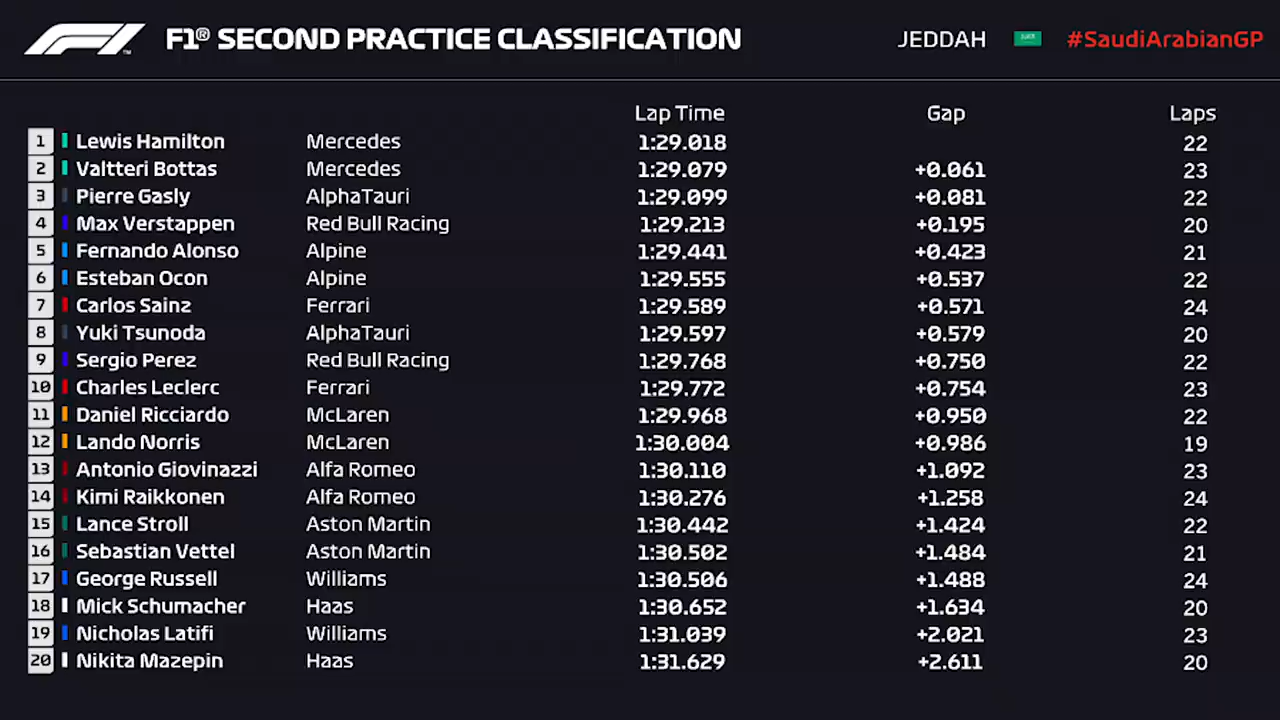 F1® SECOND PRACTICE CLASSIFICATION JEDDAH #SaudiArabianGP
Lap Time Gap Laps
1 Lewis Hamilton Mercedes 1:29.018 22
2 Valtteri Bottas Mercedes 1:29.079 +0.061 23
3 Pierre Gasly AlphaTauri 1:29.099 +0.081 22
4 Max Verstappen Red Bull Racing 1:29.213 +0.195 20
5 Fernando Alonso Alpine 1:29.441 +0.423 21
6 Esteban Ocon Alpine 1:29.555 +0.537 22
7 Carlos Sainz Ferrari 1:29.589 +0.571 24
8 Yuki Tsunoda AlphaTauri 1:29.597 +0.579 20
9 Sergio Perez Red Bull Racing 1:29.768 +0.750 22
10 Charles Leclerc Ferrari 1:29.772 +0.754 23
11 Daniel Ricciardo McLaren 1:29.968 +0.950 22
12 Lando Norris McLaren 1:30.004 +0.986 19
13 Antonio Giovinazzi Alfa Romeo 1:30.110 +1.092 23
14 Kimi Raikkonen Alfa Romeo 1:30.276 +1.258 24
15 Lance Stroll Aston Martin 1:30.442 +1.424 22
16 Sebastian Vettel Aston Martin 1:30.502 +1.484 21
17 George Russell Williams 1:30.506 +1.488 24
18 Mick Schumacher Haas 1:30.652 +1.634 20
19 Nicholas Latifi Williams 1:31.039 +2.021 23
20 Nikita Mazepin Haas 1:31.629 +2.611 20